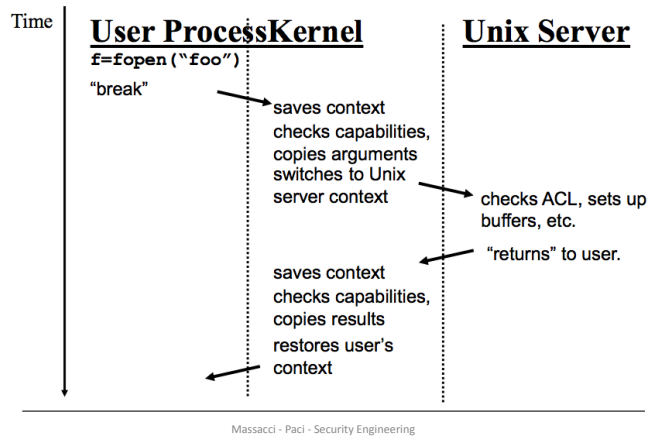 Time
User Process
Kernel
Unix Server
f=fopen(“foo”)
“break”
saves context
checks capabilities,
copies arguments
switches to Unix
server context
checks ACL, sets up
buffers, etc.
“returns” to user.
saves context
checks capabilities,
copies results
restores user’s
context
Massacci - Paci - Security Engineering